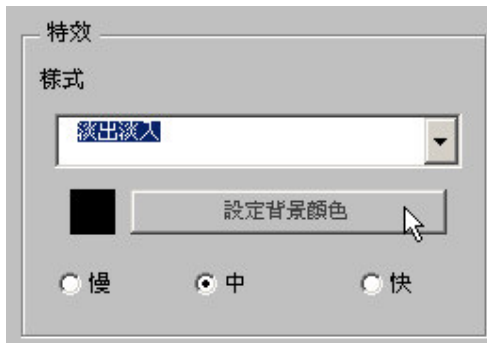 特效
樣式
淡出淡入
設定背景顏色
慢 中 快